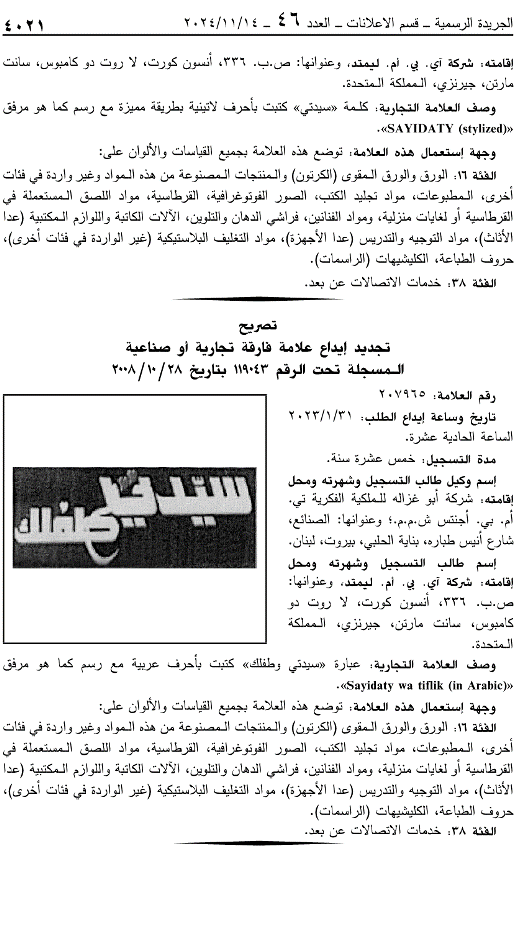 الجريدة الرسمية ــ قسم الاعلانات ــ العدد ٤٦ ــ ٢٠٢٤/١١/١٤
٤٠٢١
إقامته: شركة آي. بي. أم. ليمتد، وعنوانها: ص.ب. ٣٣٦، أنسون كورت، لا روت دو كامبوس، سانت
مارتن، جيرنزي، المملكة المتحدة.
وصف العلامة التجارية: كلمة «سيدتي» كتبت بأحرف لاتينية بطريقة مميزة مع رسم كما هو مرفق
«SAYIDATY (stylized)».
وجهة إستعمال هذه العلامة: توضع هذه العلامة بجميع القياسات والألوان على:
الفئة ١٦: الورق والورق المقوى (الكرتون) والمنتجات المصنوعة من هذه المواد وغير واردة في فئات
أخرى، المطبوعات، مواد تجليد الكتب، الصور الفوتوغرافية، القرطاسية، مواد اللصق المستعملة في
القرطاسية أو لغايات منزلية، ومواد الفنانين، فراشي الدهان والتلوين، الآلات الكاتبة واللوازم المكتبية (عدا
الأثاث)، مواد التوجيه والتدريس (عدا الأجهزة)، مواد التغليف البلاستيكية (غير الواردة في فئات أخرى)،
حروف الطباعة، الكليشيهات (الراسمات).
الفئة ٣٨: خدمات الاتصالات عن بعد.
تصريح
تجديد إيداع علامة فارقة تجارية أو صناعية
المسجلة تحت الرقم ١١٩٠٤٣ بتاريخ ٢٠٠٨/١٠/٢٨
رقم العلامة: ٢٠٧٩٦٥
تاريخ وساعة إيداع الطلب: ٢٠٢٣/١/٣١
الساعة الحادية عشرة.
مدة التسجيل: خمس عشرة سنة.
إسم وكيل طالب التسجيل وشهرته ومحل
إقامته: شركة أبو غزاله للملكية الفكرية تي.
أم. بي. أجنتس ش.م.م.؛ وعنوانها: الصنائع،
شارع أنيس طباره، بناية الحلبي، بيروت، لبنان.
إسم طالب التسجيل وشهرته ومحل
إقامته: شركة آي. بي. أم. ليمتد، وعنوانها:
ص.ب. ٣٣٦، أنسون كورت، لا روت دو
كامبوس، سانت مارتن، جيرنزي، المملكة
المتحدة.
سيدتي وطفلك
وصف العلامة التجارية: عبارة «سيدتي وطفلك» كتبت بأحرف عربية مع رسم كما هو مرفق
«Sayidaty wa tiflik (in Arabic)».
وجهة إستعمال هذه العلامة: توضع هذه العلامة بجميع القياسات والألوان على:
الفئة ١٦: الورق والورق المقوى (الكرتون) والمنتجات المصنوعة من هذه المواد وغير واردة في فئات
أخرى، المطبوعات، مواد تجليد الكتب، الصور الفوتوغرافية، القرطاسية، مواد اللصق المستعملة في
القرطاسية أو لغايات منزلية، ومواد الفنانين، فراشي الدهان والتلوين، الآلات الكاتبة واللوازم المكتبية (عدا
الأثاث)، مواد التوجيه والتدريس (عدا الأجهزة)، مواد التغليف البلاستيكية (غير الواردة في فئات أخرى)،
حروف الطباعة، الكليشيهات (الراسمات).
الفئة ٣٨: خدمات الاتصالات عن بعد.